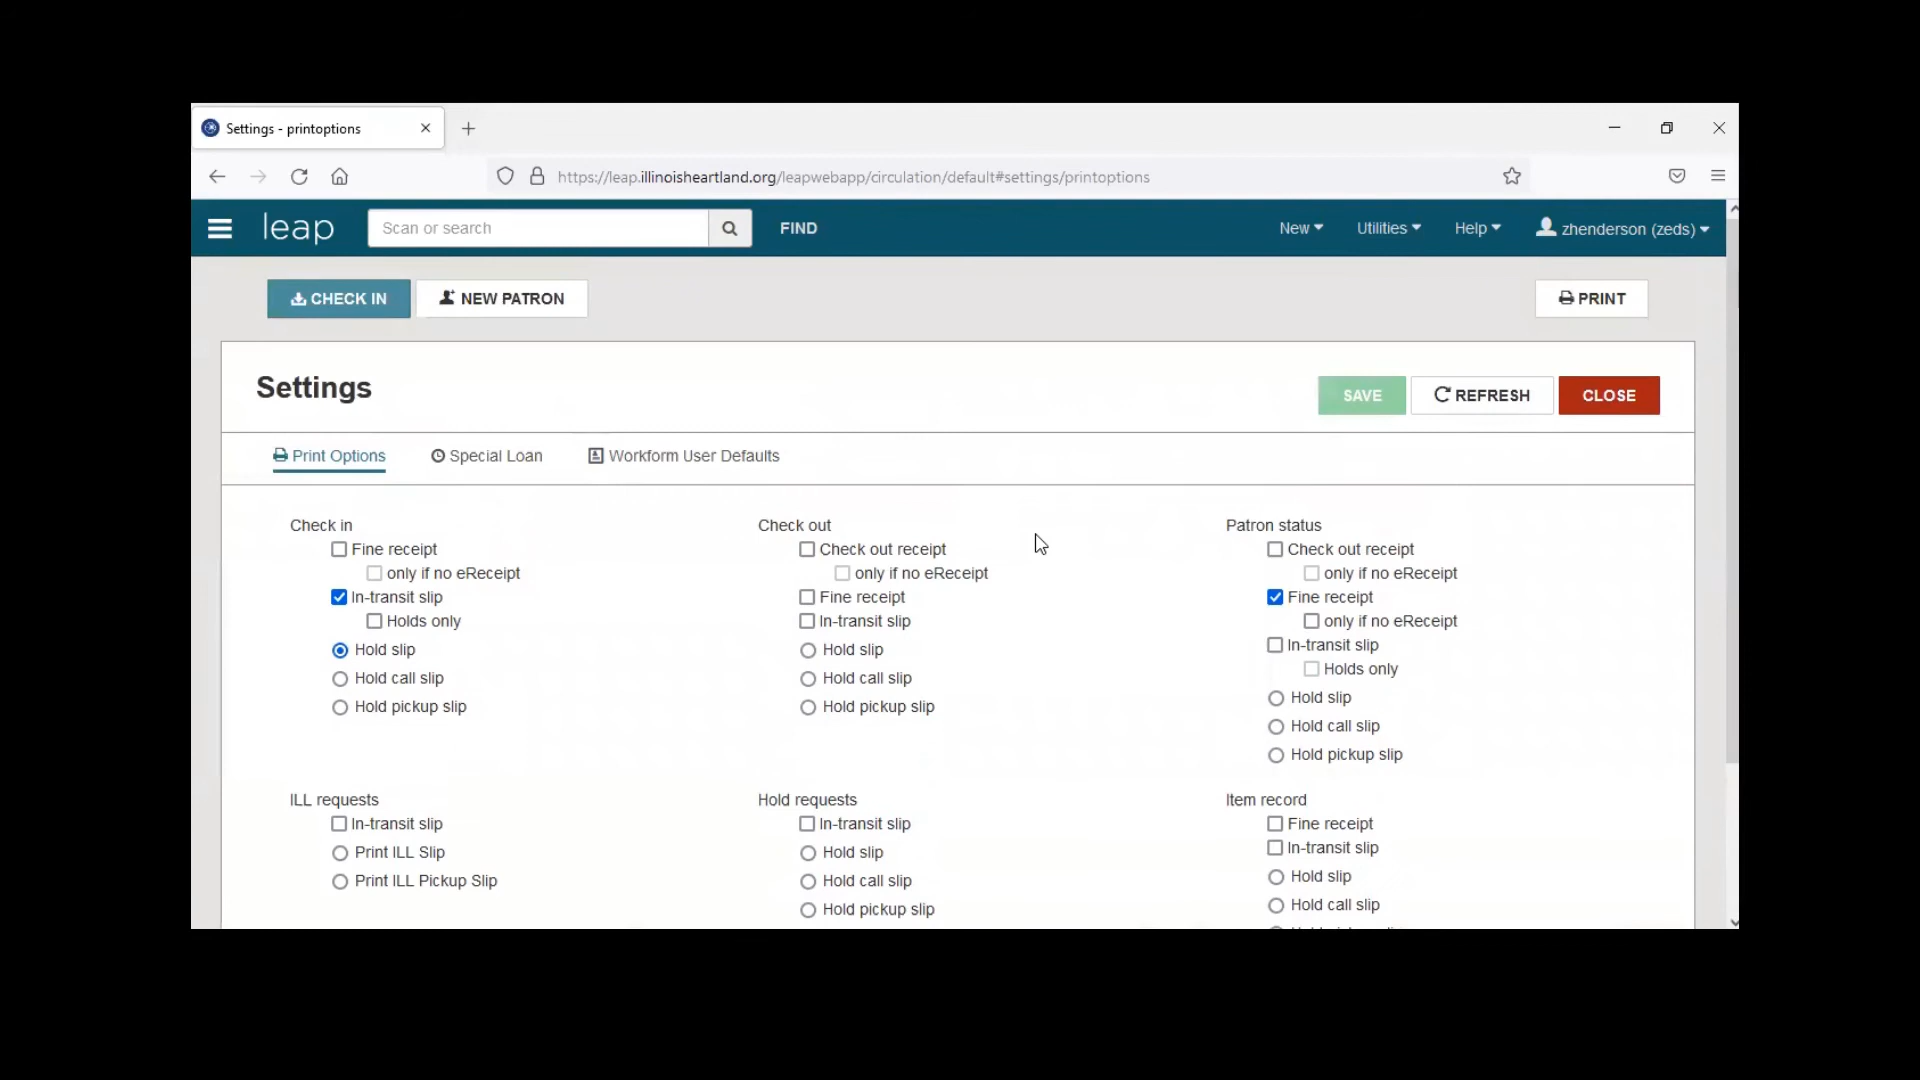 Settings - printoptions
https://leap.illinoisheartland.org/leapwebapp/circulation/default#settings/printoptions
leap
Scan or search
FIND
New
Utilities
Help
zhenderson (zeds)
CHECK IN
NEW PATRON
PRINT
Settings
SAVE
REFRESH
CLOSE
Print Options
Special Loan
Workform User Defaults
Check in
Fine receipt
only if no eReceipt
In-transit slip
Holds only
Hold slip
Hold call slip
Hold pickup slip
Check out
Check out receipt
only if no eReceipt
Fine receipt
In-transit slip
Hold slip
Hold call slip
Hold pickup slip
Patron status
Check out receipt
only if no eReceipt
Fine receipt
only if no eReceipt
In-transit slip
Holds only
Hold slip
Hold call slip
Hold pickup slip
ILL requests
In-transit slip
Print ILL Slip
Print ILL Pickup Slip
Hold requests
In-transit slip
Hold slip
Hold call slip
Hold pickup slip
Item record
Fine receipt
In-transit slip
Hold slip
Hold call slip